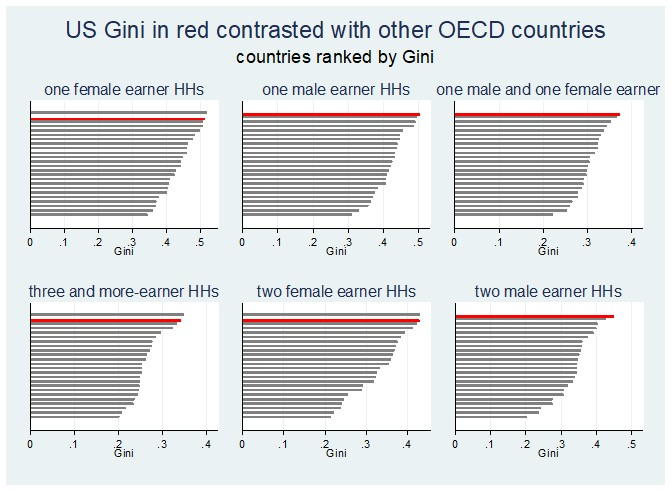 US Gini in red contrasted with other OECD countries
countries ranked by Gini
one female earner HHs
one male earner HHs
one male and one female earner
0 .1 .2 .3 .4 .5
Gini
0 .1 .2 .3 .4 .5
Gini
0 .1 .2 .3 .4
Gini
three and more-earner HHs
two female earner HHs
two male earner HHs
0 .1 .2 .3 .4
Gini
0 .1 .2 .3 .4
Gini
0 .1 .2 .3 .4 .5
Gini